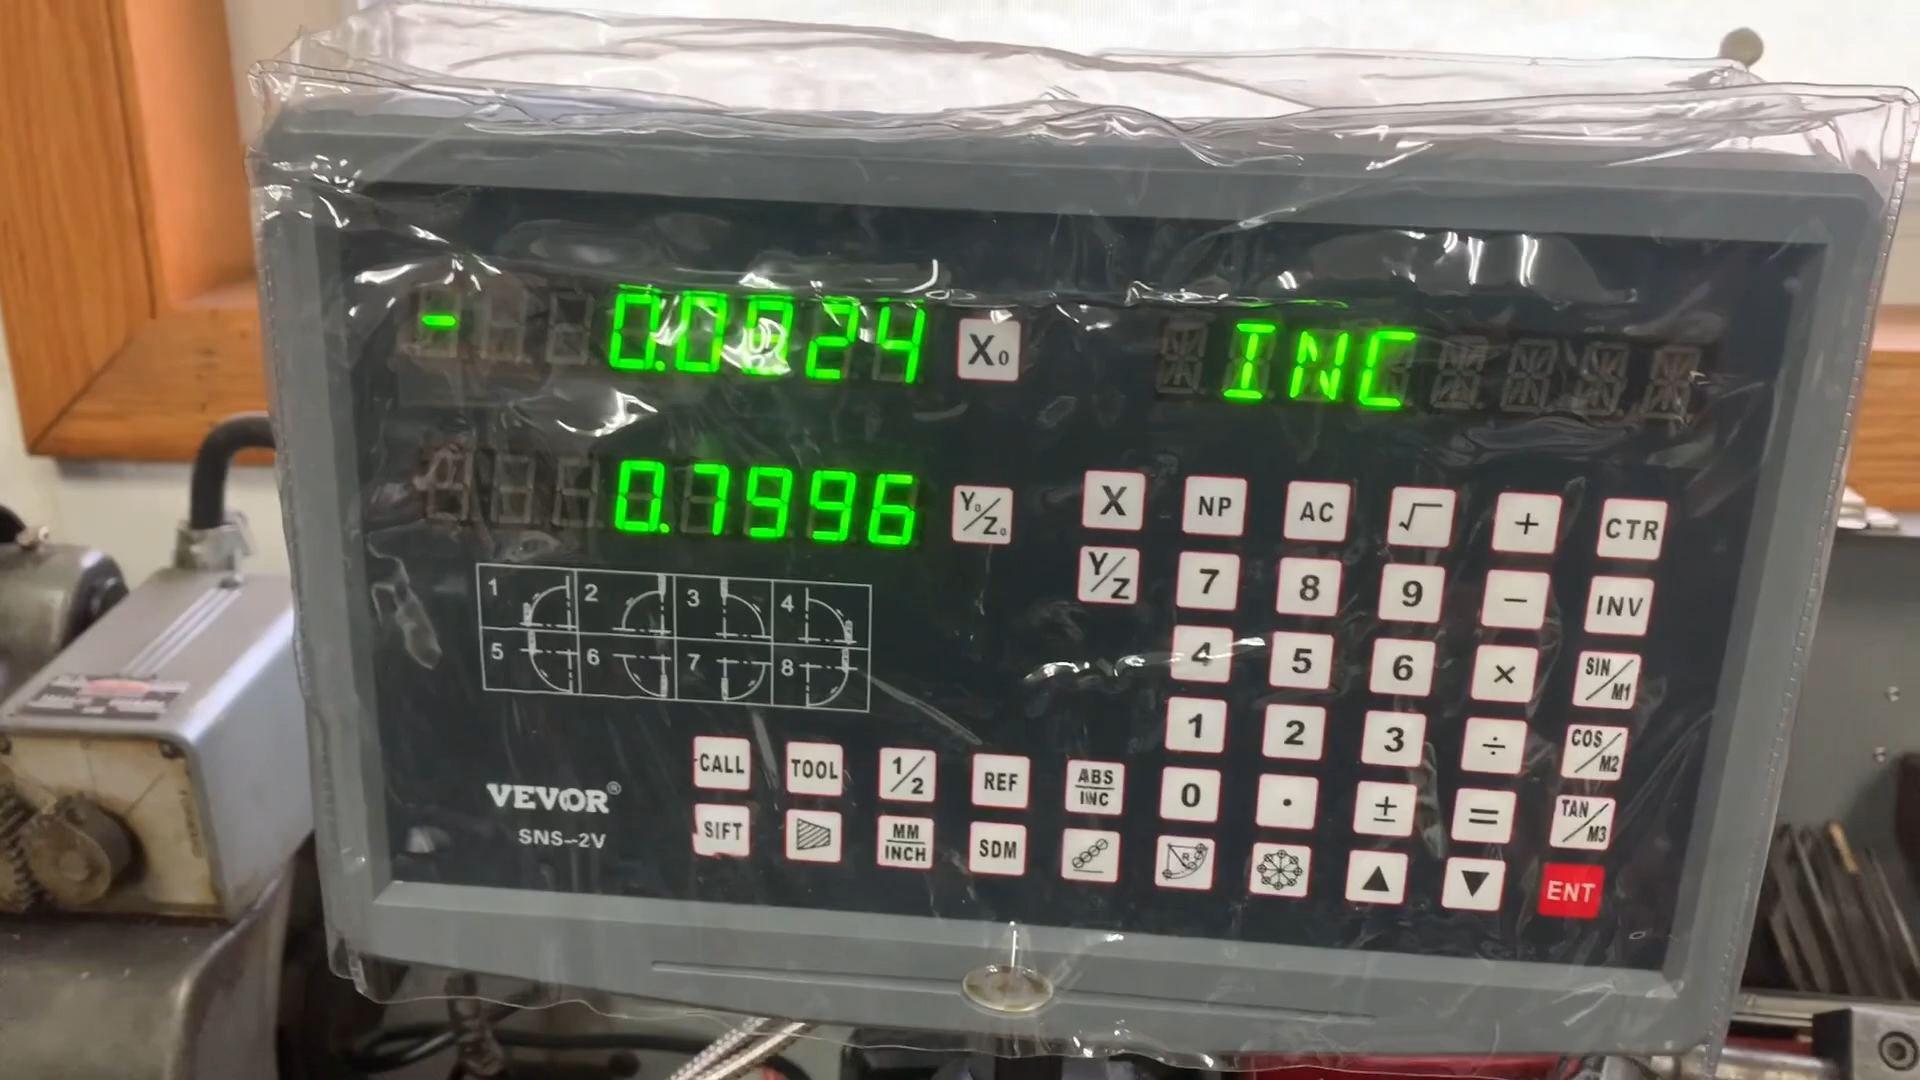 - 0.0024 X₀ INC
0.7996 Y₀/Z₀
X NP AC √ + CTR
Y/Z 7 8 9 - INV
4 5 6 × SIN/M1
1 2 3 ÷ COS/M2
0 . ± = TAN/M3
▲ ▼ ENT
1 2 3 4
5 6 7 8
CALL TOOL 1/2 REF ABS/INC
SIFT MM/INCH SDM R
VEVOR®
SNS-2V